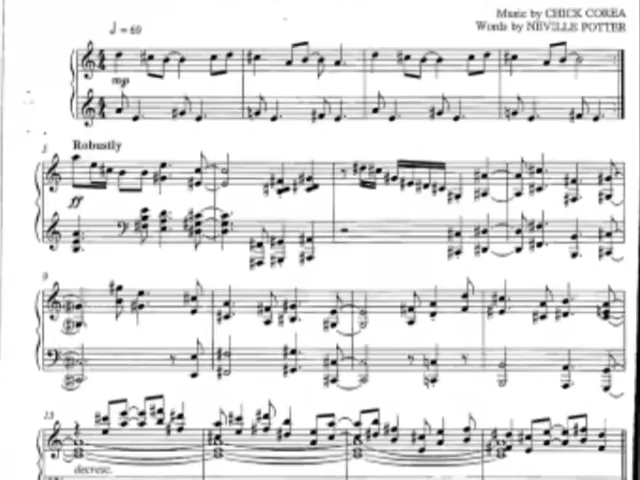 Music by CHICK COREA
♩ = 69
Words by NEVILLE POTTER
mp
5
Robustly
ff
9
13
decresc.